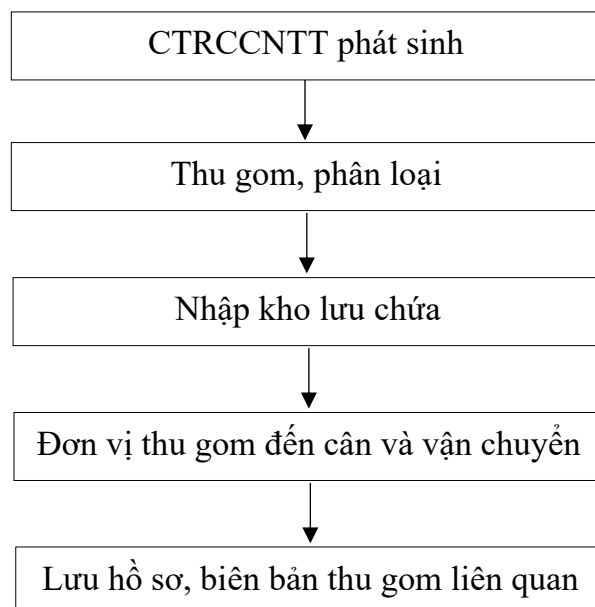 CTRCCNTT phát sinh
Thu gom, phân loại
Nhập kho lưu chứa
Đơn vị thu gom đến cân và vận chuyển
Lưu hồ sơ, biên bản thu gom liên quan